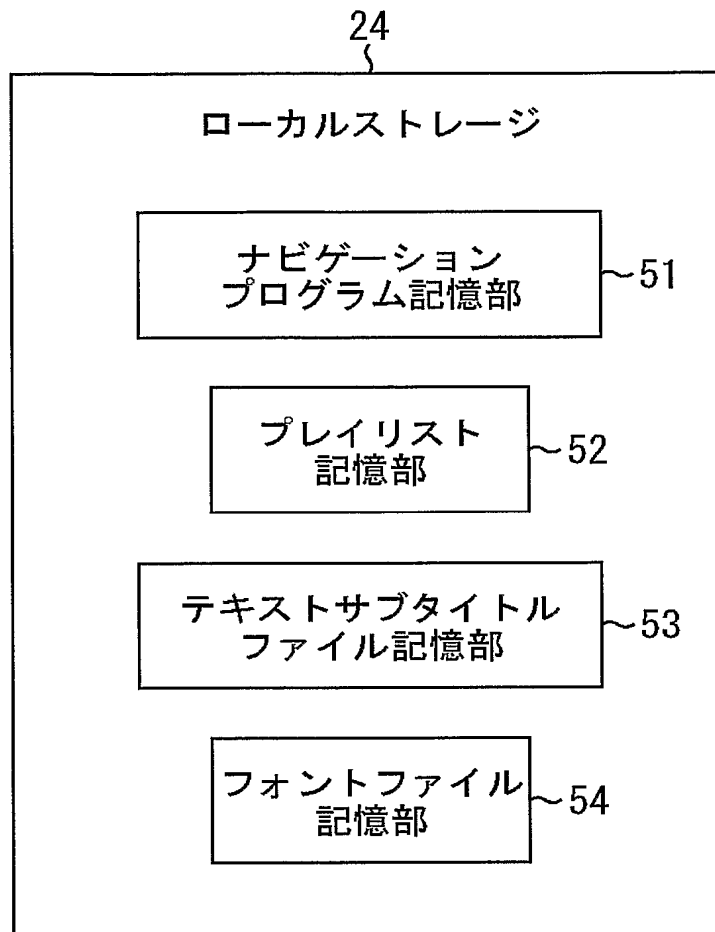 24
ローカルストレージ
ナビゲーション
プログラム記憶部
51
プレイリスト
記憶部
52
テキストサブタイトル
ファイル記憶部
53
フォントファイル
記憶部
54